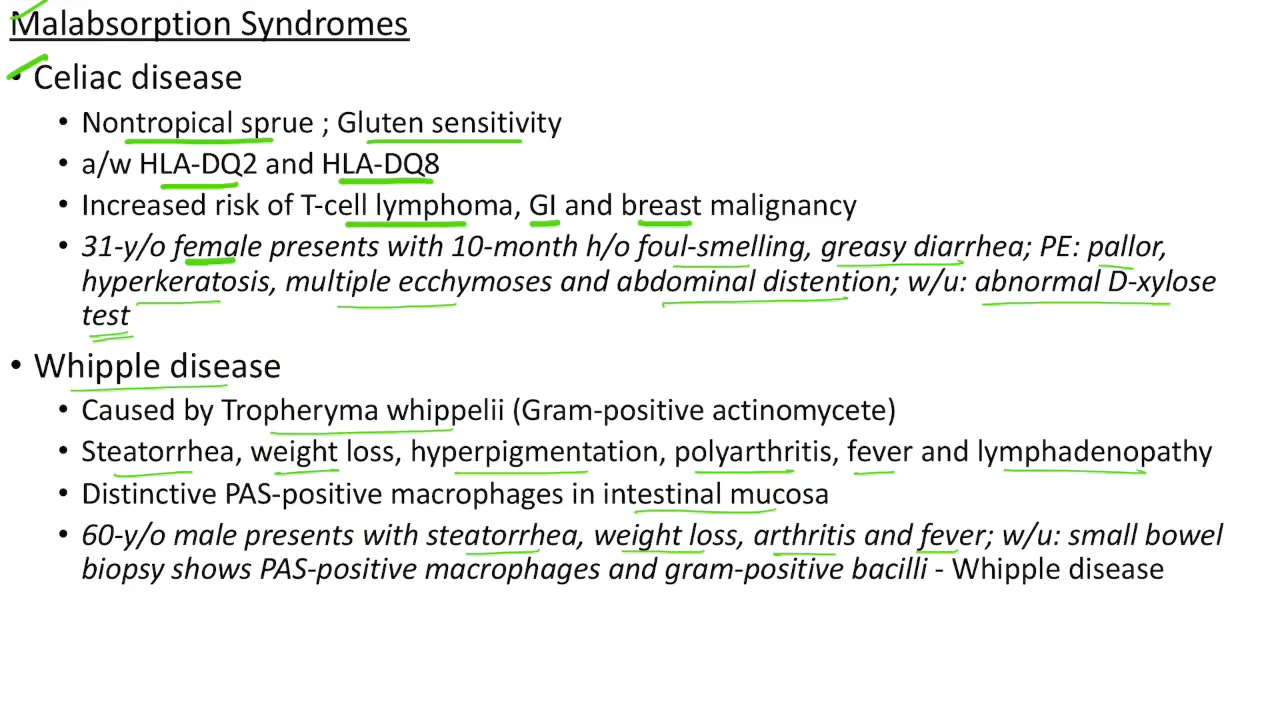 Malabsorption Syndromes
• Celiac disease
• Nontropical sprue ; Gluten sensitivity
• a/w HLA-DQ2 and HLA-DQ8
• Increased risk of T-cell lymphoma, GI and breast malignancy
• 31-y/o female presents with 10-month h/o foul-smelling, greasy diarrhea; PE: pallor,
hyperkeratosis, multiple ecchymoses and abdominal distention; w/u: abnormal D-xylose
test
• Whipple disease
• Caused by Tropheryma whippelii (Gram-positive actinomycete)
• Steatorrhea, weight loss, hyperpigmentation, polyarthritis, fever and lymphadenopathy
• Distinctive PAS-positive macrophages in intestinal mucosa
• 60-y/o male presents with steatorrhea, weight loss, arthritis and fever; w/u: small bowel
biopsy shows PAS-positive macrophages and gram-positive bacilli - Whipple disease